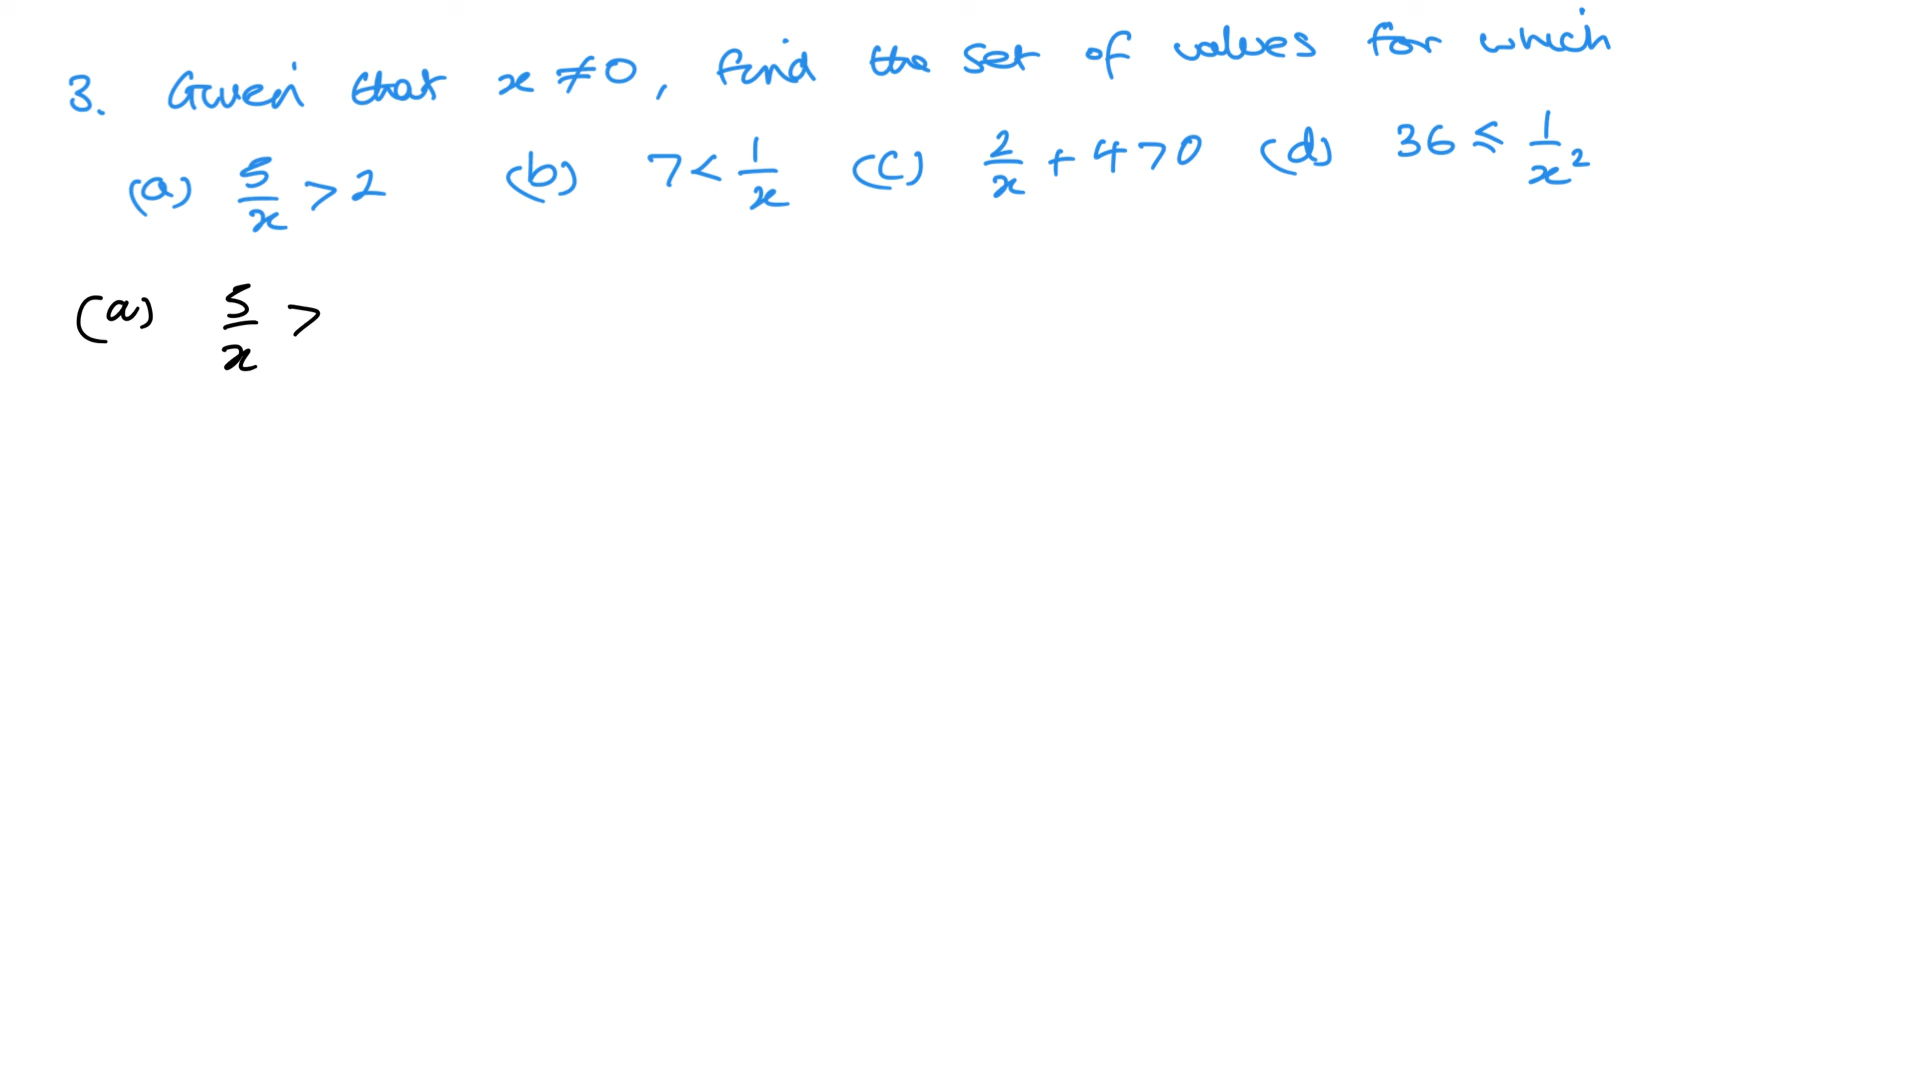 3. Given that x ≠ 0, find the set of values for which
(a) 5/x > 2 (b) 7 < 1/x (c) 2/x + 4 > 0 (d) 36 ≤ 1/x²
(a) 5/x >